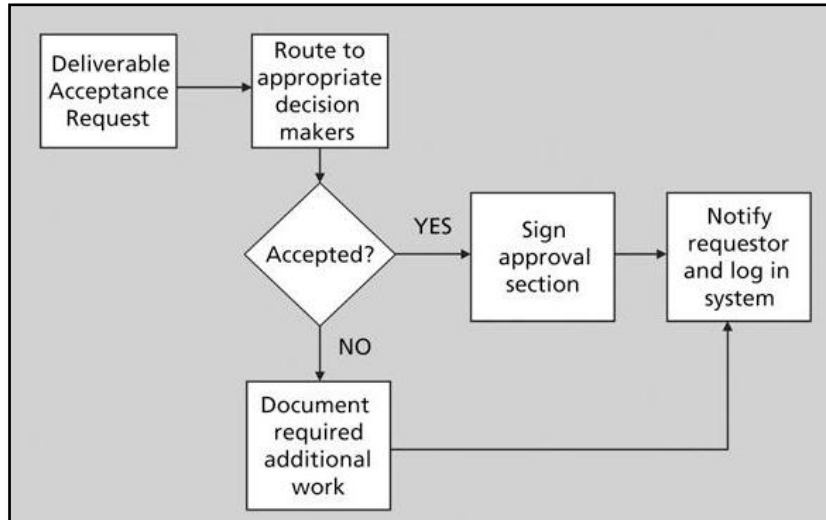 Deliverable
Acceptance
Request
Route to
appropriate
decision
makers
Accepted?
YES
Sign
approval
section
Notify
requestor
and log in
system
NO
Document
required
additional
work